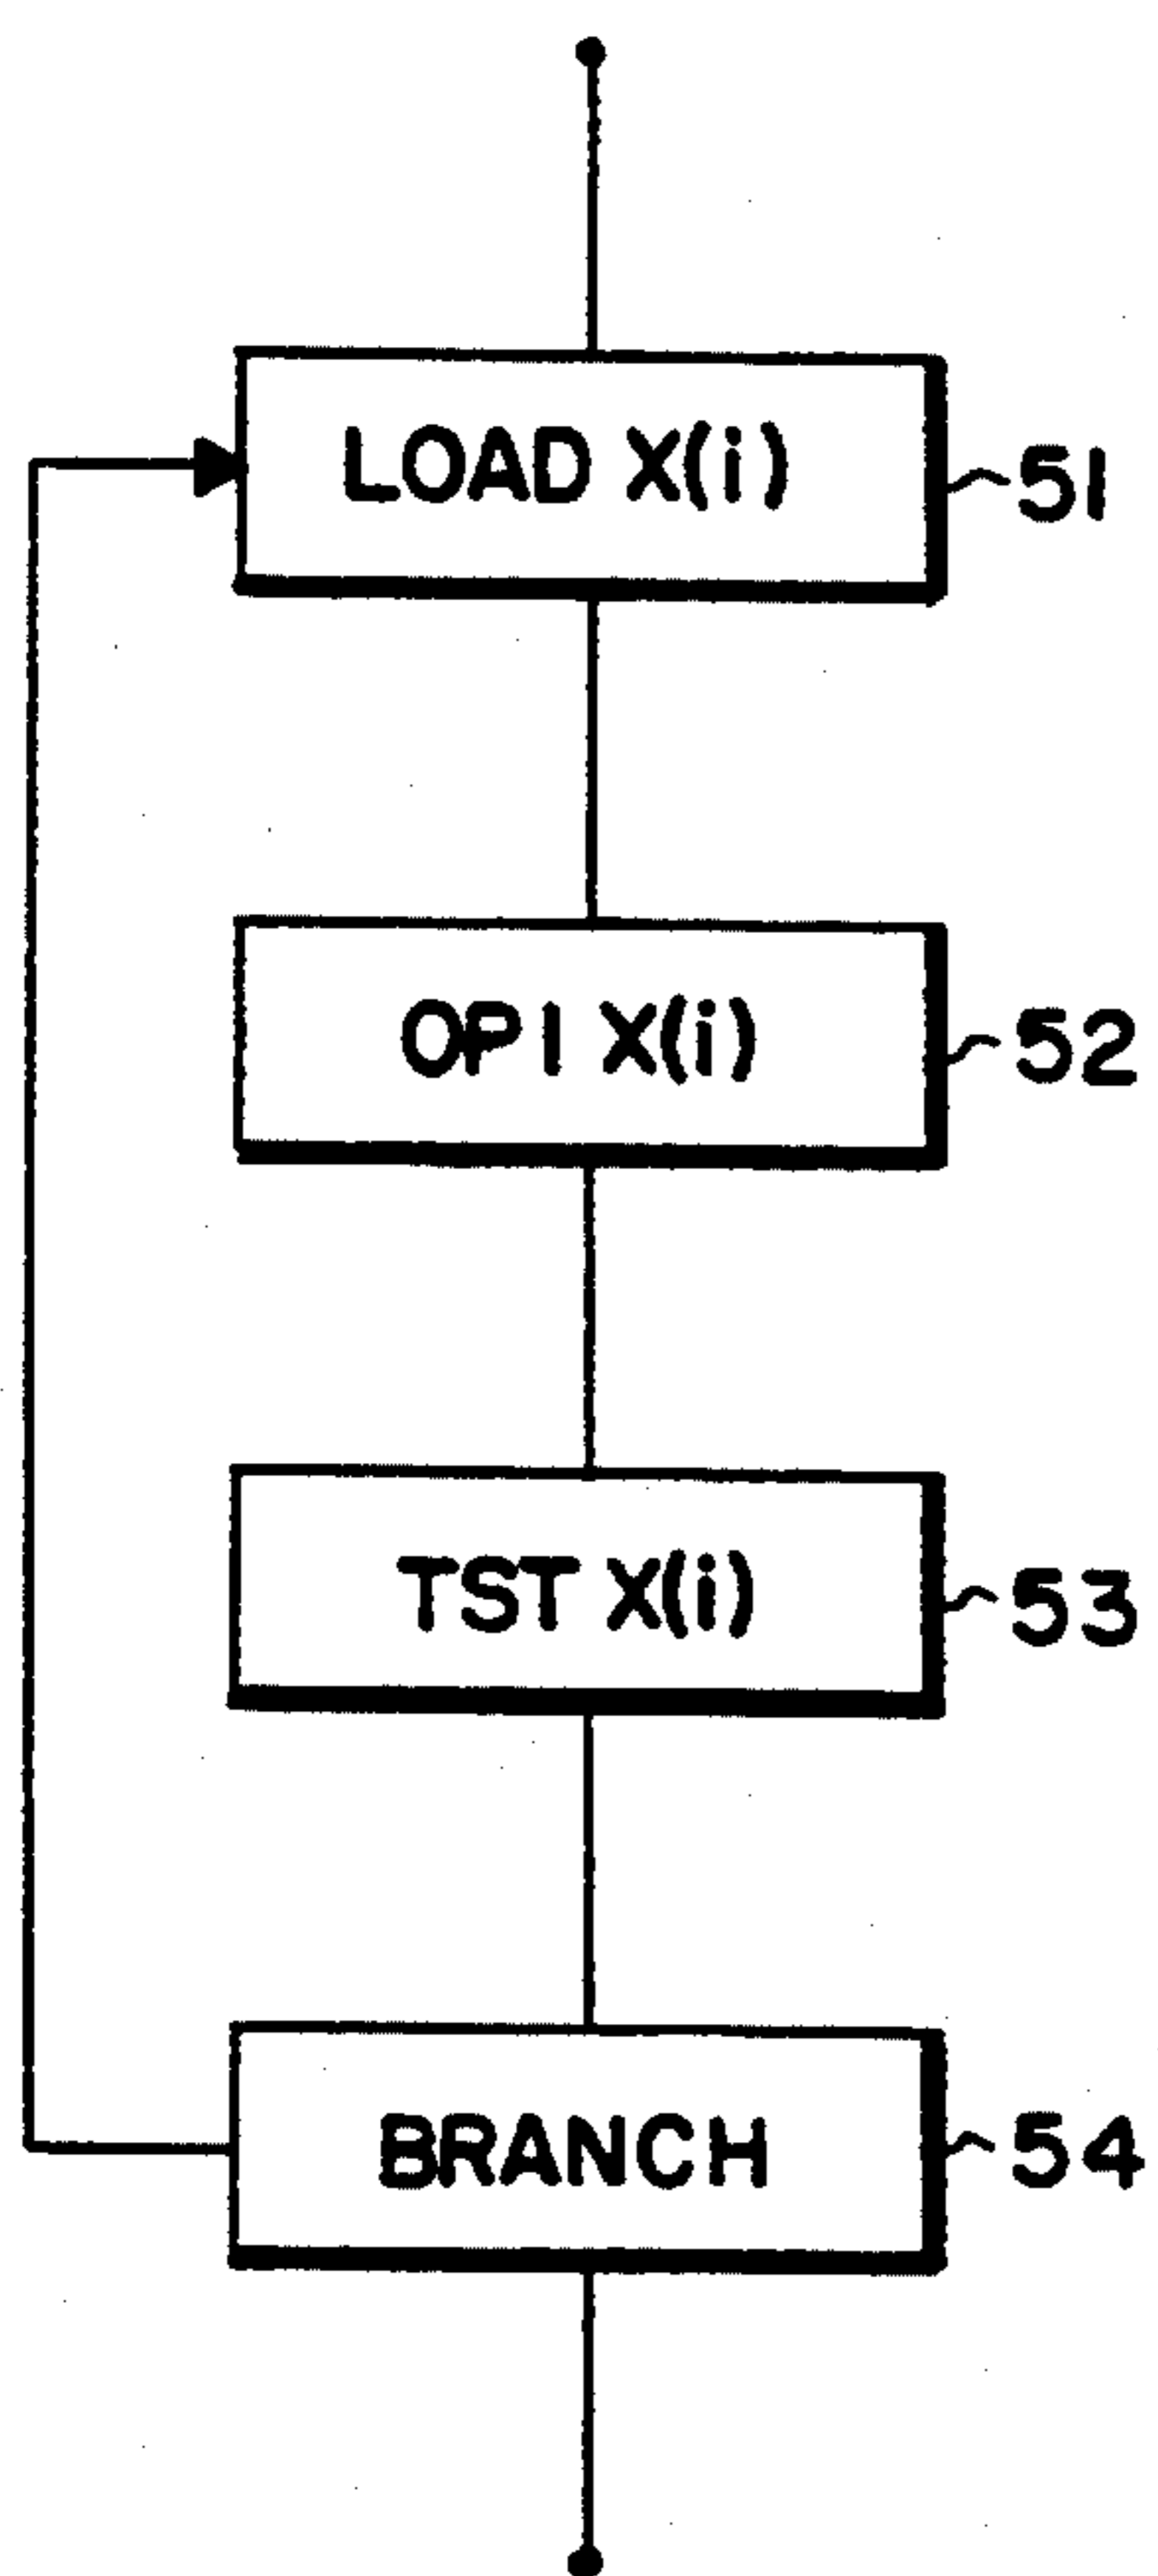 LOAD X(i)
51
OP1 X(i)
52
TST X(i)
53
BRANCH
54